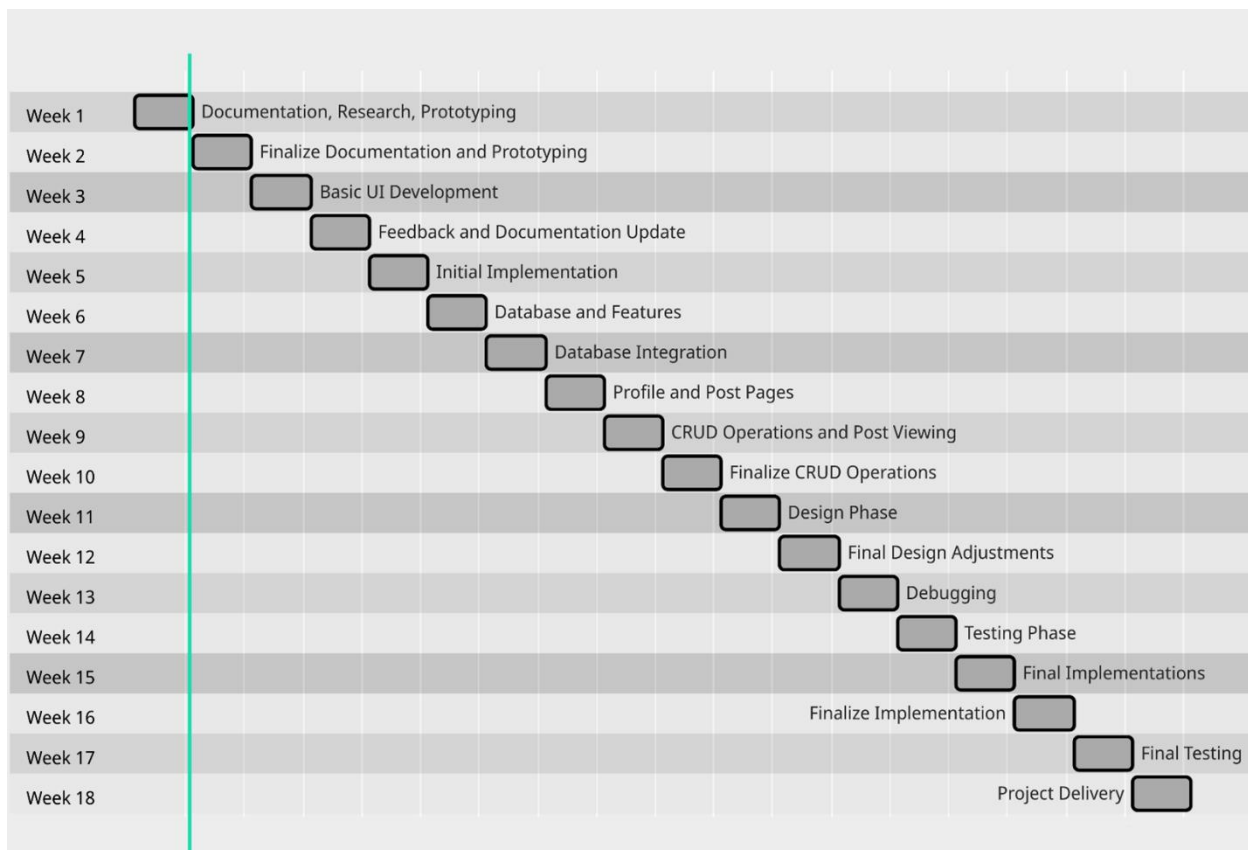 Week 1 Documentation, Research, Prototyping
Week 2 Finalize Documentation and Prototyping
Week 3 Basic UI Development
Week 4 Feedback and Documentation Update
Week 5 Initial Implementation
Week 6 Database and Features
Week 7 Database Integration
Week 8 Profile and Post Pages
Week 9 CRUD Operations and Post Viewing
Week 10 Finalize CRUD Operations
Week 11 Design Phase
Week 12 Final Design Adjustments
Week 13 Debugging
Week 14 Testing Phase
Week 15 Final Implementations
Week 16 Finalize Implementation
Week 17 Final Testing
Week 18 Project Delivery